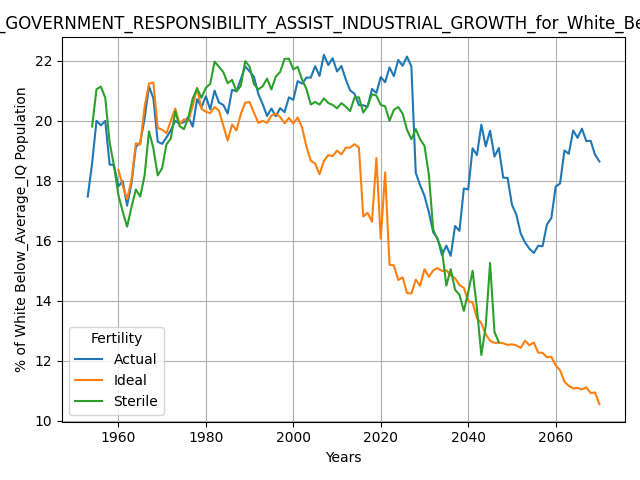 _GOVERNMENT_RESPONSIBILITY_ASSIST_INDUSTRIAL_GROWTH_for_White_Be
22
20
18
16
14
12
10
% of White Below_Average_IQ Population
Fertility
Actual
Ideal
Sterile
1960
1980
2000
2020
2040
2060
Years